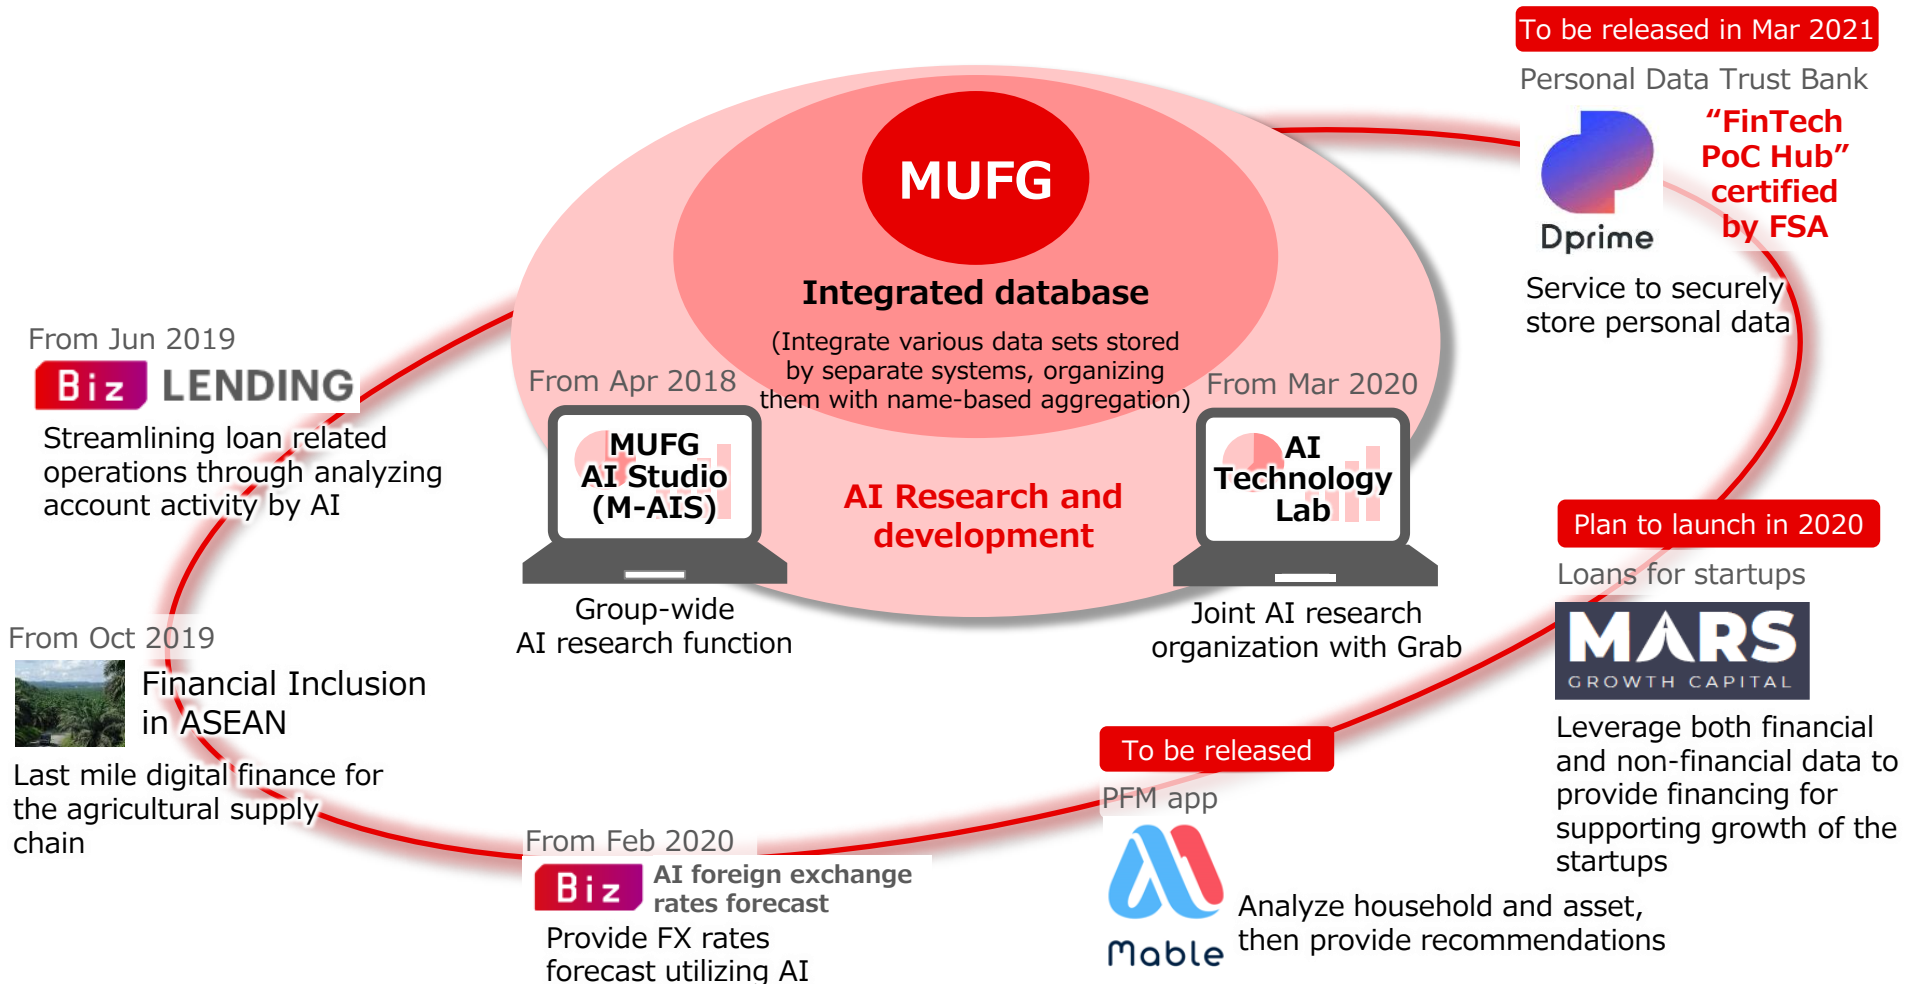 To be released in Mar 2021
Personal Data Trust Bank
Dprime
“FinTech
PoC Hub”
certified
by FSA
Service to securely
store personal data
MUFG
Integrated database
(Integrate various data sets stored
by separate systems, organizing
them with name-based aggregation)
From Jun 2019
Biz LENDING
Streamlining loan related
operations through analyzing
account activity by AI
From Apr 2018
MUFG
AI Studio
(M-AIS)
Group-wide
AI research function
AI Research and
development
From Mar 2020
AI
Technology
Lab
Joint AI research
organization with Grab
Plan to launch in 2020
Loans for startups
MARS
GROWTH CAPITAL
Leverage both financial
and non-financial data to
provide financing for
supporting growth of the
startups
From Oct 2019
Financial Inclusion
in ASEAN
Last mile digital finance for
the agricultural supply
chain
From Feb 2020
Biz
AI foreign exchange
rates forecast
Provide FX rates
forecast utilizing AI
To be released
PFM app
Mable
Analyze household and asset,
then provide recommendations